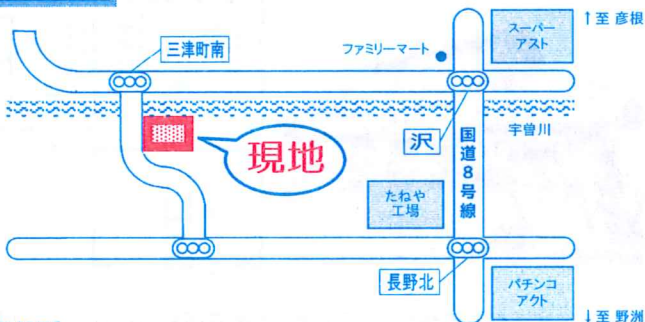 スーパー
アスト
↑至 彦根
三津町南
ファミリーマート
沢
宇曽川
現地
国道8号線
たねや
工場
長野北
パチンコ
アクト
↓至 野洲